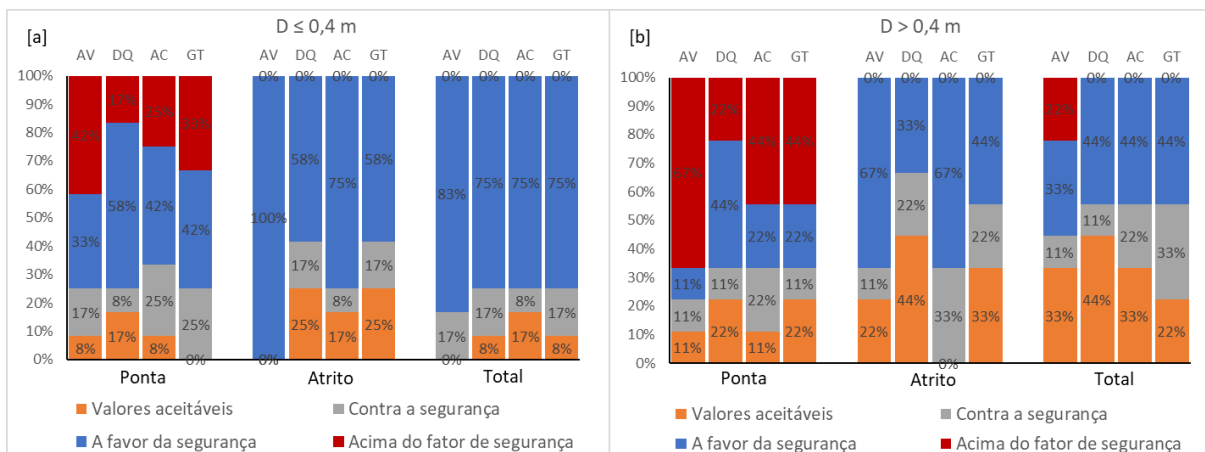 D ≤ 0,4 m
[a]
AV DQ AC GT AV DQ AC GT AV DQ AC GT
100%
90%
80%
70%
60%
50%
40%
30%
20%
10%
0%
42% 17% 25% 33%
33% 58% 42% 42%
17% 8% 25% 25%
8% 17% 8% 0%
0% 0% 0% 0%
100% 58% 75% 58%
17% 8% 17%
0% 25% 17% 25%
0% 0% 0% 0%
83% 75% 75% 75%
17% 17% 8% 17%
0% 8% 17% 8%
Ponta Atrito Total
Valores aceitáveis Contra a segurança
A favor da segurança Acima do fator de segurança
D > 0,4 m
[b]
AV DQ AC GT AV DQ AC GT AV DQ AC GT
100%
90%
80%
70%
60%
50%
40%
30%
20%
10%
0%
67% 22% 44% 44%
11% 44% 22% 22%
11% 11% 22% 11%
11% 22% 11% 22%
0% 0% 0% 0%
67% 33% 67% 44%
11% 22% 33% 22%
22% 44% 0% 33%
22% 0% 0% 0%
33% 44% 44% 44%
11% 11% 22% 33%
33% 44% 33% 22%
Ponta Atrito Total
Valores aceitáveis Contra a segurança
A favor da segurança Acima do fator de segurança